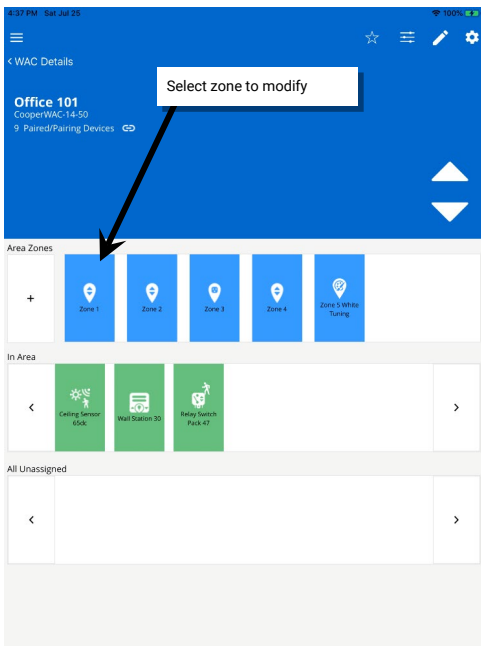 4:37 PM Sat Jul 25
100%
< WAC Details
Select zone to modify
Office 101
CooperWAC-14-50
9 Paired/Pairing Devices
Area Zones
+
Zone 1
Zone 2
Zone 3
Zone 4
Zone 5 White
Tuning
In Area
<
Ceiling Sensor
65dc
Wall Station 30
Relay Switch
Pack 47
>
All Unassigned
<
>